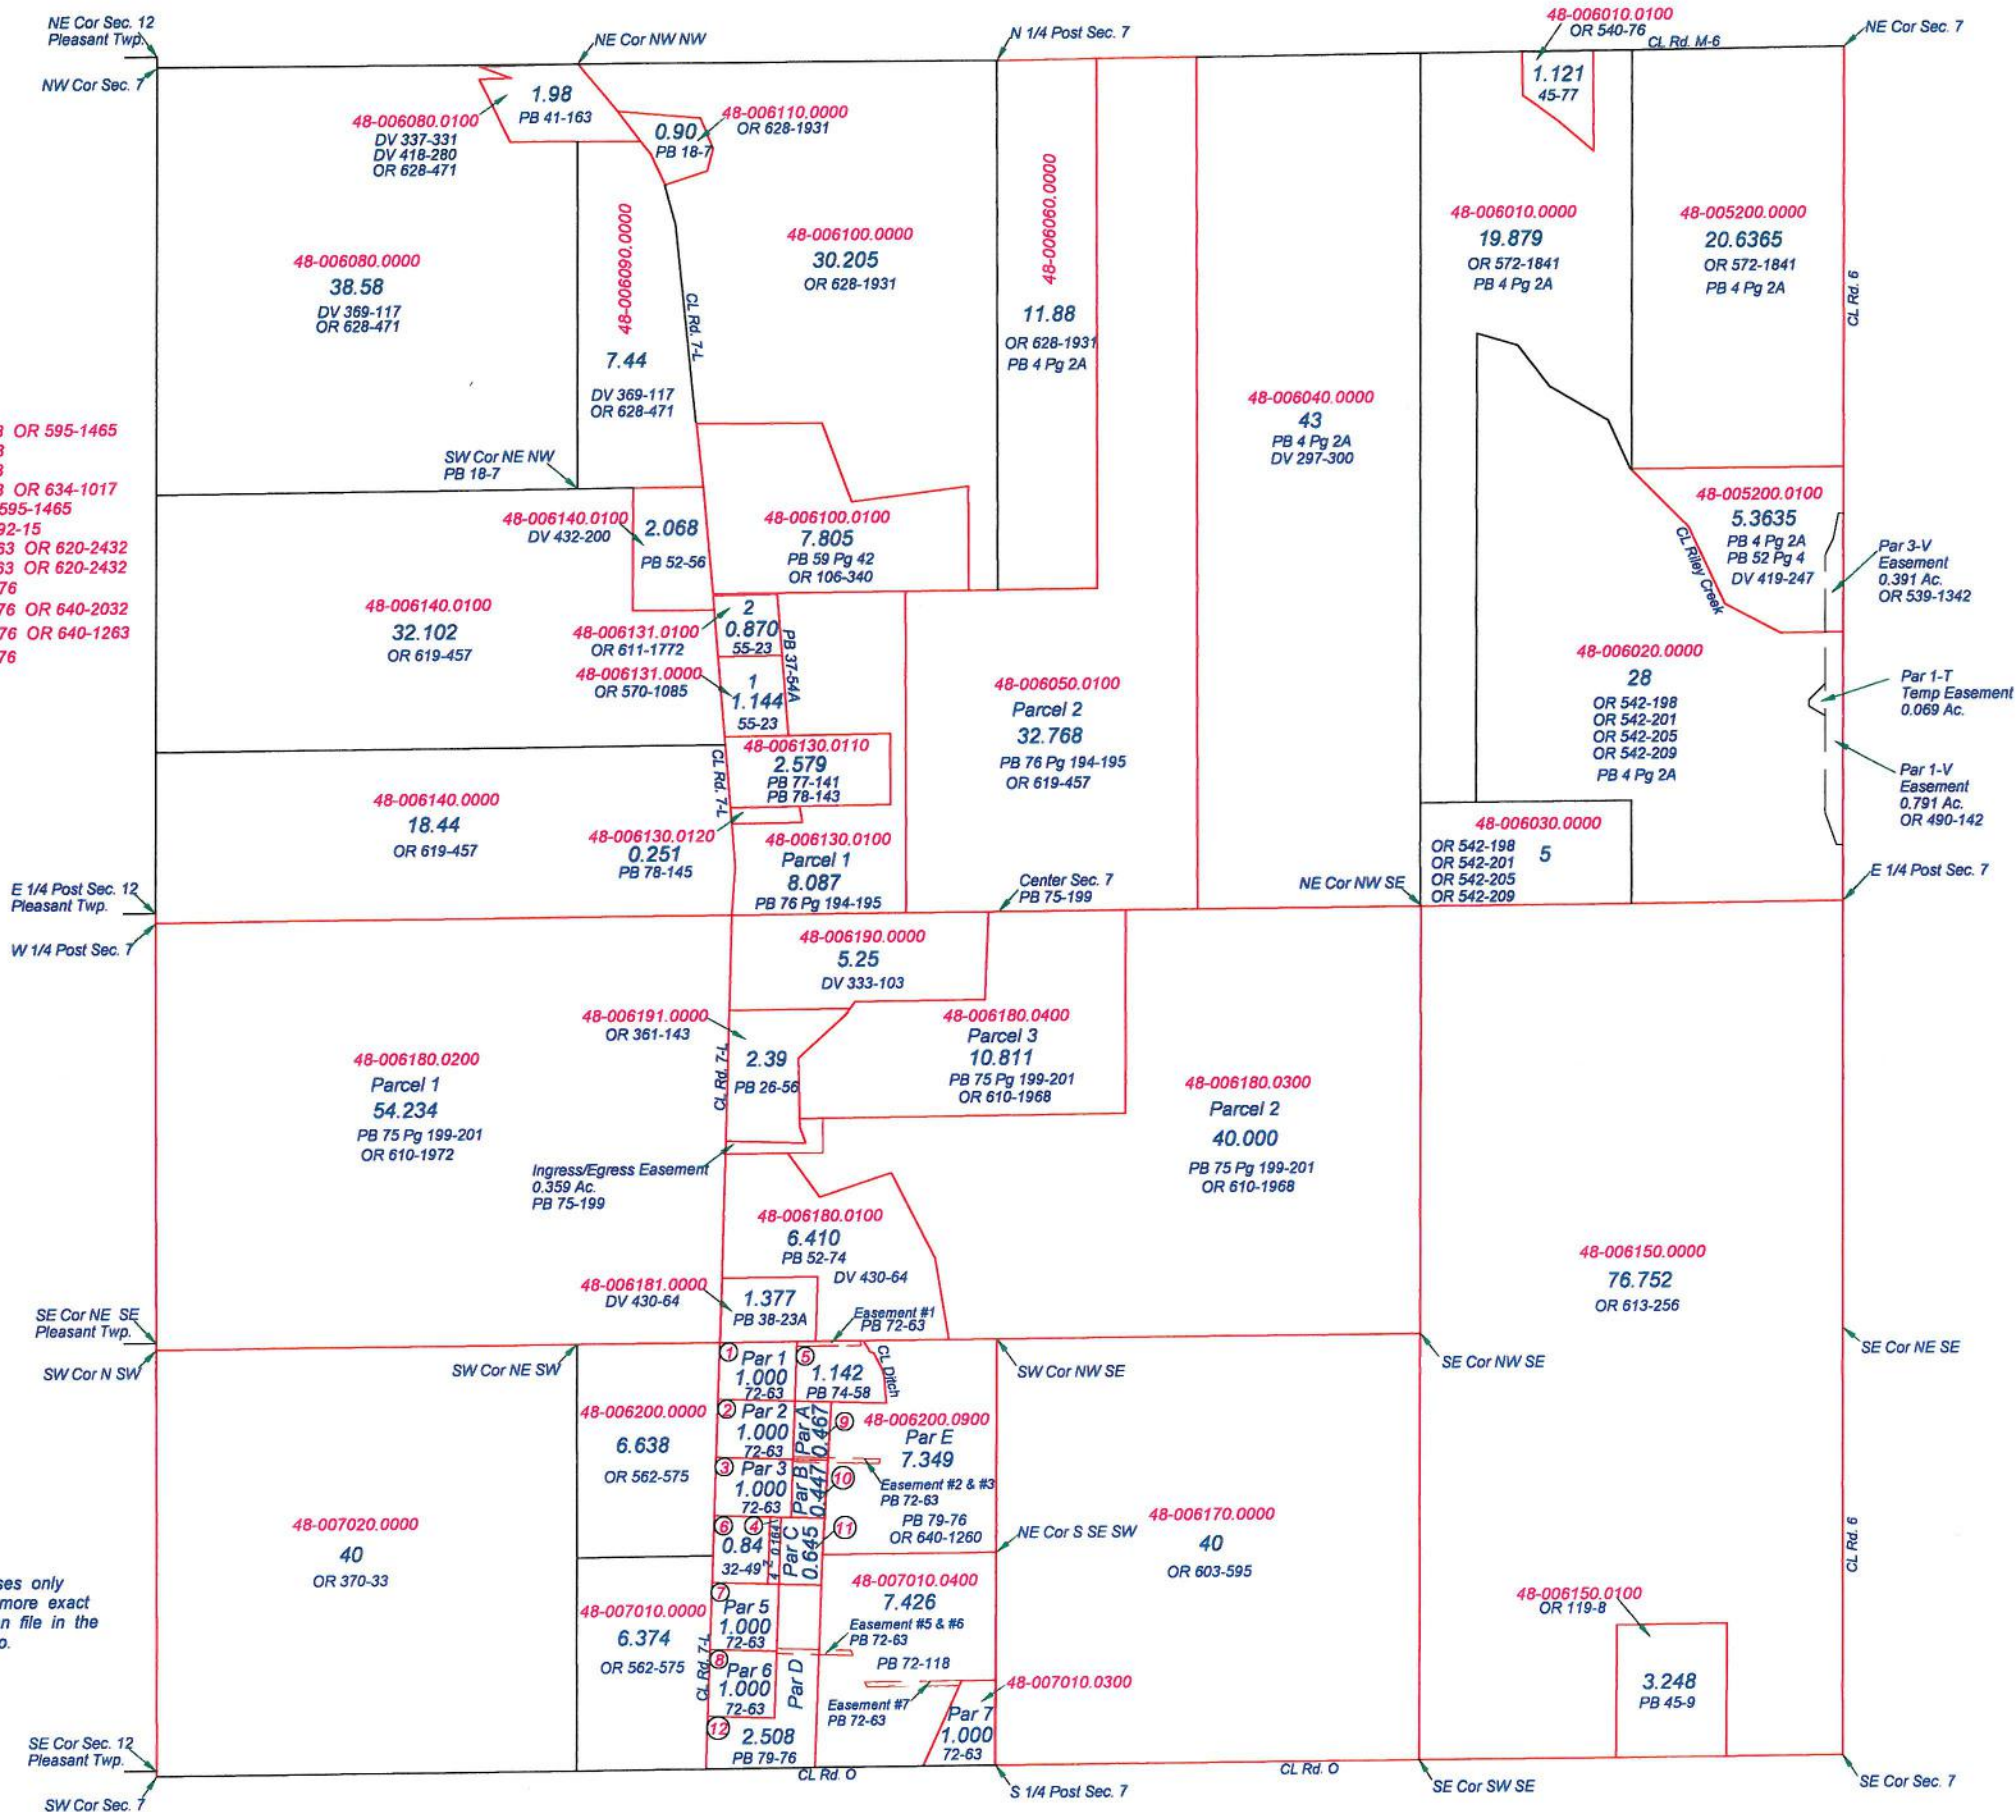 NE Cor Sec. 12
Pleasant Twp.
NW Cor Sec. 7
NE Cor NW NW
N 1/4 Post Sec. 7
48-006010.0100
OR 540-76
CL Rd. M-6
NE Cor Sec. 7
1.121
45-77
1.98
PB 41-163
48-006080.0100
DV 337-331
DV 418-280
OR 628-471
0.90
PB 18-7
48-006110.0000
OR 628-1931
48-006080.0000
38.58
DV 369-117
OR 628-471
48-006090.0000
7.44
DV 369-117
OR 628-471
CL Rd. 7-L
48-006100.0000
30.205
OR 628-1931
48-006060.0000
11.88
OR 628-1931
PB 4 Pg 2A
48-006040.0000
43
PB 4 Pg 2A
DV 297-300
48-006010.0000
19.879
OR 572-1841
PB 4 Pg 2A
48-005200.0000
20.6365
OR 572-1841
PB 4 Pg 2A
CL Rd. 6
OR 595-1465
OR 634-1017
595-1465
92-15
63 OR 620-2432
63 OR 620-2432
76
76 OR 640-2032
76 OR 640-1263
76
SW Cor NE NW
PB 18-7
48-006140.0100
DV 432-200
2.068
PB 52-56
48-006100.0100
7.805
PB 59 Pg 42
OR 106-340
48-005200.0100
5.3635
PB 4 Pg 2A
PB 52 Pg 4
DV 419-247
CL Riley Creek
Par 3-V
Easement
0.391 Ac.
OR 539-1342
48-006140.0100
32.102
OR 619-457
48-006131.0100
OR 611-1772
2
0.870
55-23
PB 37-54A
48-006131.0000
OR 570-1085
1
1.144
55-23
48-006050.0100
Parcel 2
32.768
PB 76 Pg 194-195
OR 619-457
48-006020.0000
28
OR 542-198
OR 542-201
OR 542-205
OR 542-209
PB 4 Pg 2A
Par 1-T
Temp Easement
0.069 Ac.
Par 1-V
Easement
0.791 Ac.
OR 490-142
48-006130.0110
2.579
PB 77-141
PB 78-143
CL Rd. 7-L
48-006140.0000
18.44
OR 619-457
48-006130.0120
0.251
PB 78-145
48-006130.0100
Parcel 1
8.087
PB 76 Pg 194-195
48-006030.0000
5
OR 542-198
OR 542-201
OR 542-205
OR 542-209
E 1/4 Post Sec. 12
Pleasant Twp.
W 1/4 Post Sec. 7
Center Sec. 7
PB 75-199
NE Cor NW SE
E 1/4 Post Sec. 7
48-006190.0000
5.25
DV 333-103
48-006191.0000
OR 361-143
2.39
PB 26-56
CL Rd. 7-L
48-006180.0400
Parcel 3
10.811
PB 75 Pg 199-201
OR 610-1968
48-006180.0200
Parcel 1
54.234
PB 75 Pg 199-201
OR 610-1972
48-006180.0300
Parcel 2
40.000
PB 75 Pg 199-201
OR 610-1968
Ingress/Egress Easement
0.359 Ac.
PB 75-199
48-006180.0100
6.410
PB 52-74
DV 430-64
48-006181.0000
DV 430-64
1.377
PB 38-23A
Easement #1
PB 72-63
48-006150.0000
76.752
OR 613-256
SE Cor NE SE
Pleasant Twp.
SW Cor N SW
SW Cor NE SW
SW Cor NW SE
SE Cor NW SE
SE Cor NE SE
1
Par 1
1.000
72-63
5
1.142
PB 74-58
CL Ditch
48-006200.0000
6.638
OR 562-575
2
Par 2
1.000
72-63
Par A
0.467
9
48-006200.0900
Par E
7.349
3
Par 3
1.000
72-63
Par B
0.447
10
Easement #2 & #3
PB 72-63
PB 79-76
OR 640-1260
6
0.84
32-49
4
0.164
Par C
0.645
11
NE Cor S SE SW
48-007020.0000
40
OR 370-33
48-006170.0000
40
OR 603-595
48-007010.0400
7.426
Easement #5 & #6
PB 72-63
PB 72-118
7
Par 5
1.000
72-63
48-007010.0000
6.374
OR 562-575
CL Rd. 7-L
8
Par 6
1.000
72-63
Par D
12
2.508
PB 79-76
Easement #7
PB 72-63
48-007010.0300
Par 7
1.000
72-63
48-006150.0100
OR 119-8
3.248
PB 45-9
CL Rd. 6
only
more exact
file in the
SE Cor Sec. 12
Pleasant Twp.
SW Cor Sec. 7
CL Rd. O
S 1/4 Post Sec. 7
CL Rd. O
SE Cor SW SE
SE Cor Sec. 7